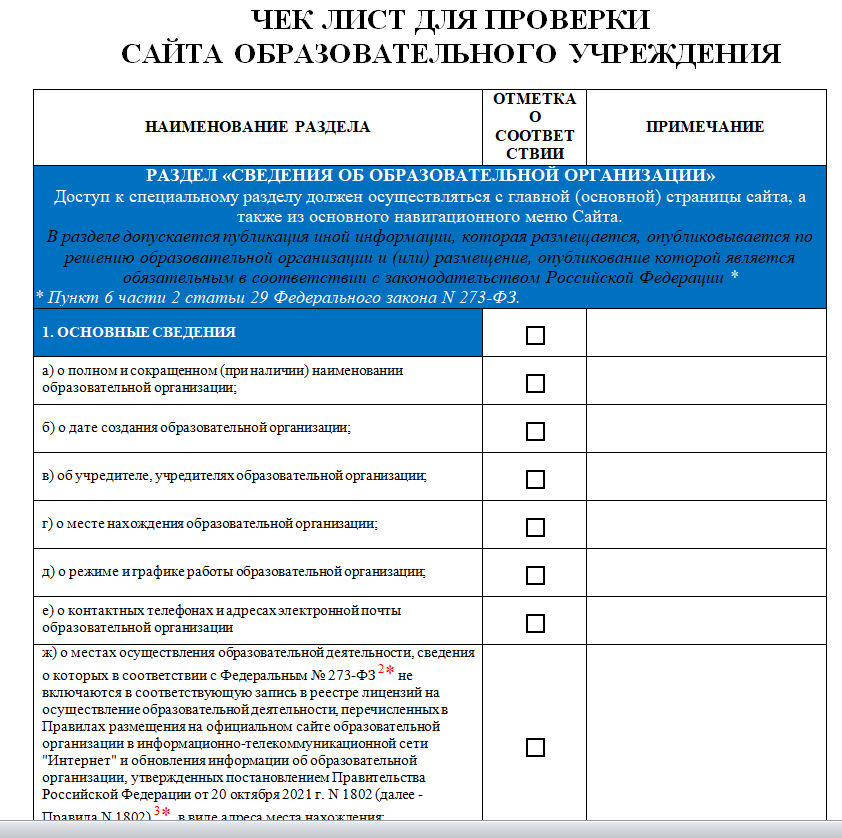 ЧЕК ЛИСТ ДЛЯ ПРОВЕРКИ
САЙТА ОБРАЗОВАТЕЛЬНОГО УЧРЕЖДЕНИЯ
НАИМЕНОВАНИЕ РАЗДЕЛА
ОТМЕТКА
О
СООТВЕТ
СТВИИ
ПРИМЕЧАНИЕ
РАЗДЕЛ «СВЕДЕНИЯ ОБ ОБРАЗОВАТЕЛЬНОЙ ОРГАНИЗАЦИИ»
Доступ к специальному разделу должен осуществляться с главной (основной) страницы сайта, а
также из основного навигационного меню Сайта.
В разделе допускается публикация иной информации, которая размещается, опубликовывается по
решению образовательной организации и (или) размещение, опубликование которой является
обязательным в соответствии с законодательством Российской Федерации *
* Пункт 6 части 2 статьи 29 Федерального закона N 273-ФЗ.
1. ОСНОВНЫЕ СВЕДЕНИЯ
а) о полном и сокращенном (при наличии) наименовании
образовательной организации;
б) о дате создания образовательной организации;
в) об учредителе, учредителях образовательной организации;
г) о месте нахождения образовательной организации;
д) о режиме и графике работы образовательной организации;
е) о контактных телефонах и адресах электронной почты
образовательной организации
ж) о местах осуществления образовательной деятельности, сведения
о которых в соответствии с Федеральным № 273-ФЗ 2* не
включаются в соответствующую запись в реестре лицензий на
осуществление образовательной деятельности, перечисленных в
Правилах размещения на официальном сайте образовательной
организации в информационно-телекоммуникационной сети
"Интернет" и обновления информации об образовательной
организации, утвержденных постановлением Правительства
Российской Федерации от 20 октября 2021 г. N 1802 (далее -
Правила N 1802) 3*, в виде адреса места нахождения;